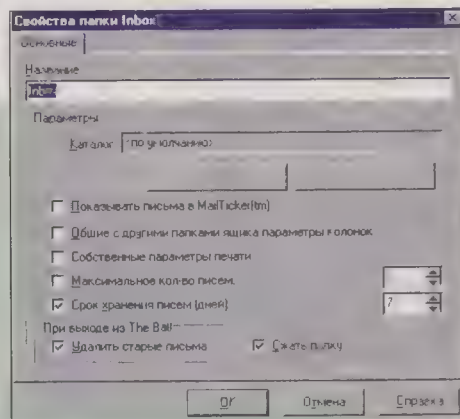 Свойства папки Inbox
Основные
Название
Inbox
Параметры
Каталог <по умолчанию>
Показывать письма в MailTicker(tm)
Общие с другими папками ящика параметры колонок
Собственные параметры печати
Максимальное кол-во писем.
Срок хранения писем (дней) 7
При выходе из The Bat!
Удалить старые письма Сжать папку
Отмена Справка